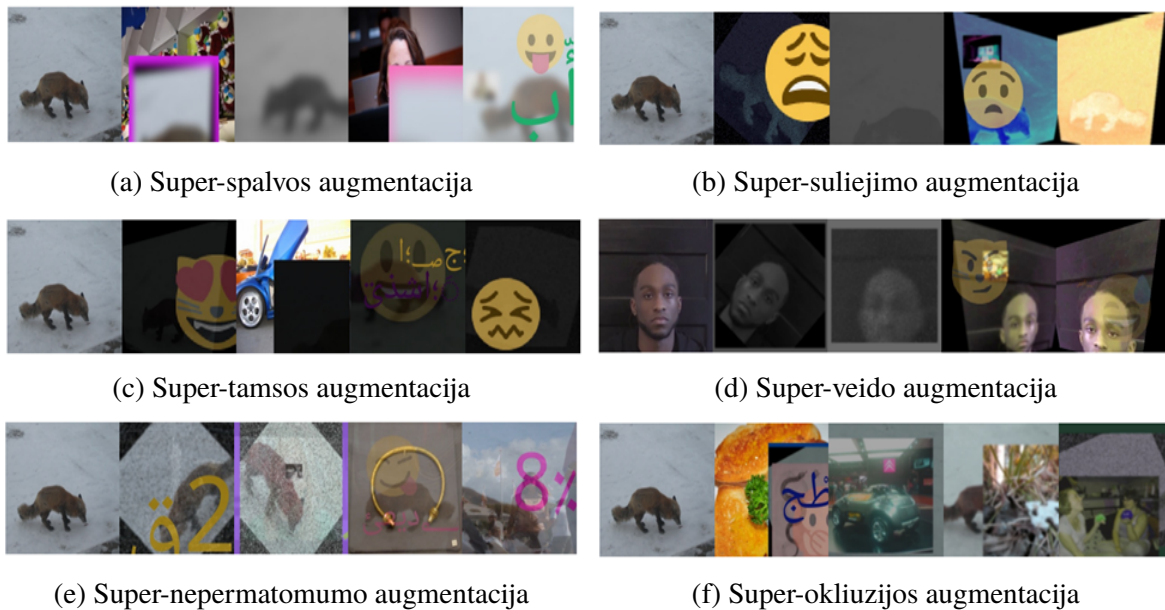 (a) Super-spalvos augmentacija
(b) Super-suliejimo augmentacija
(c) Super-tamsos augmentacija
(d) Super-veido augmentacija
(e) Super-nepermatomumo augmentacija
(f) Super-okliuzijos augmentacija